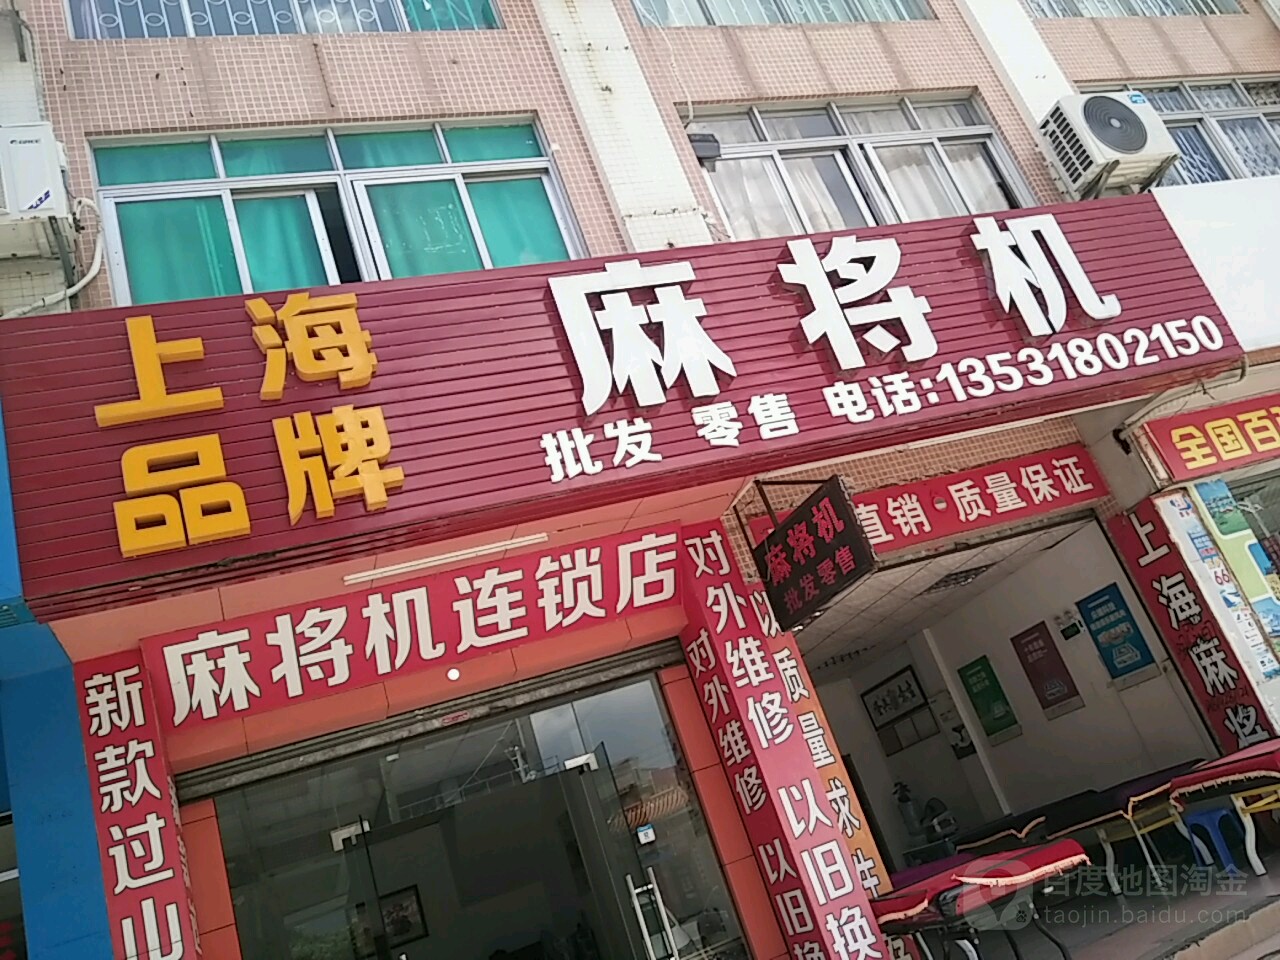 上海
品牌
麻将机
批发 零售 电话:13531802150
麻将机连锁店
新款过山
对外维修 以旧换
对外维修 以旧换
以质量求
麻将机
批发零售
直销·质量保证
上海麻将
全国百
百度地图淘金
taojin.baidu.com